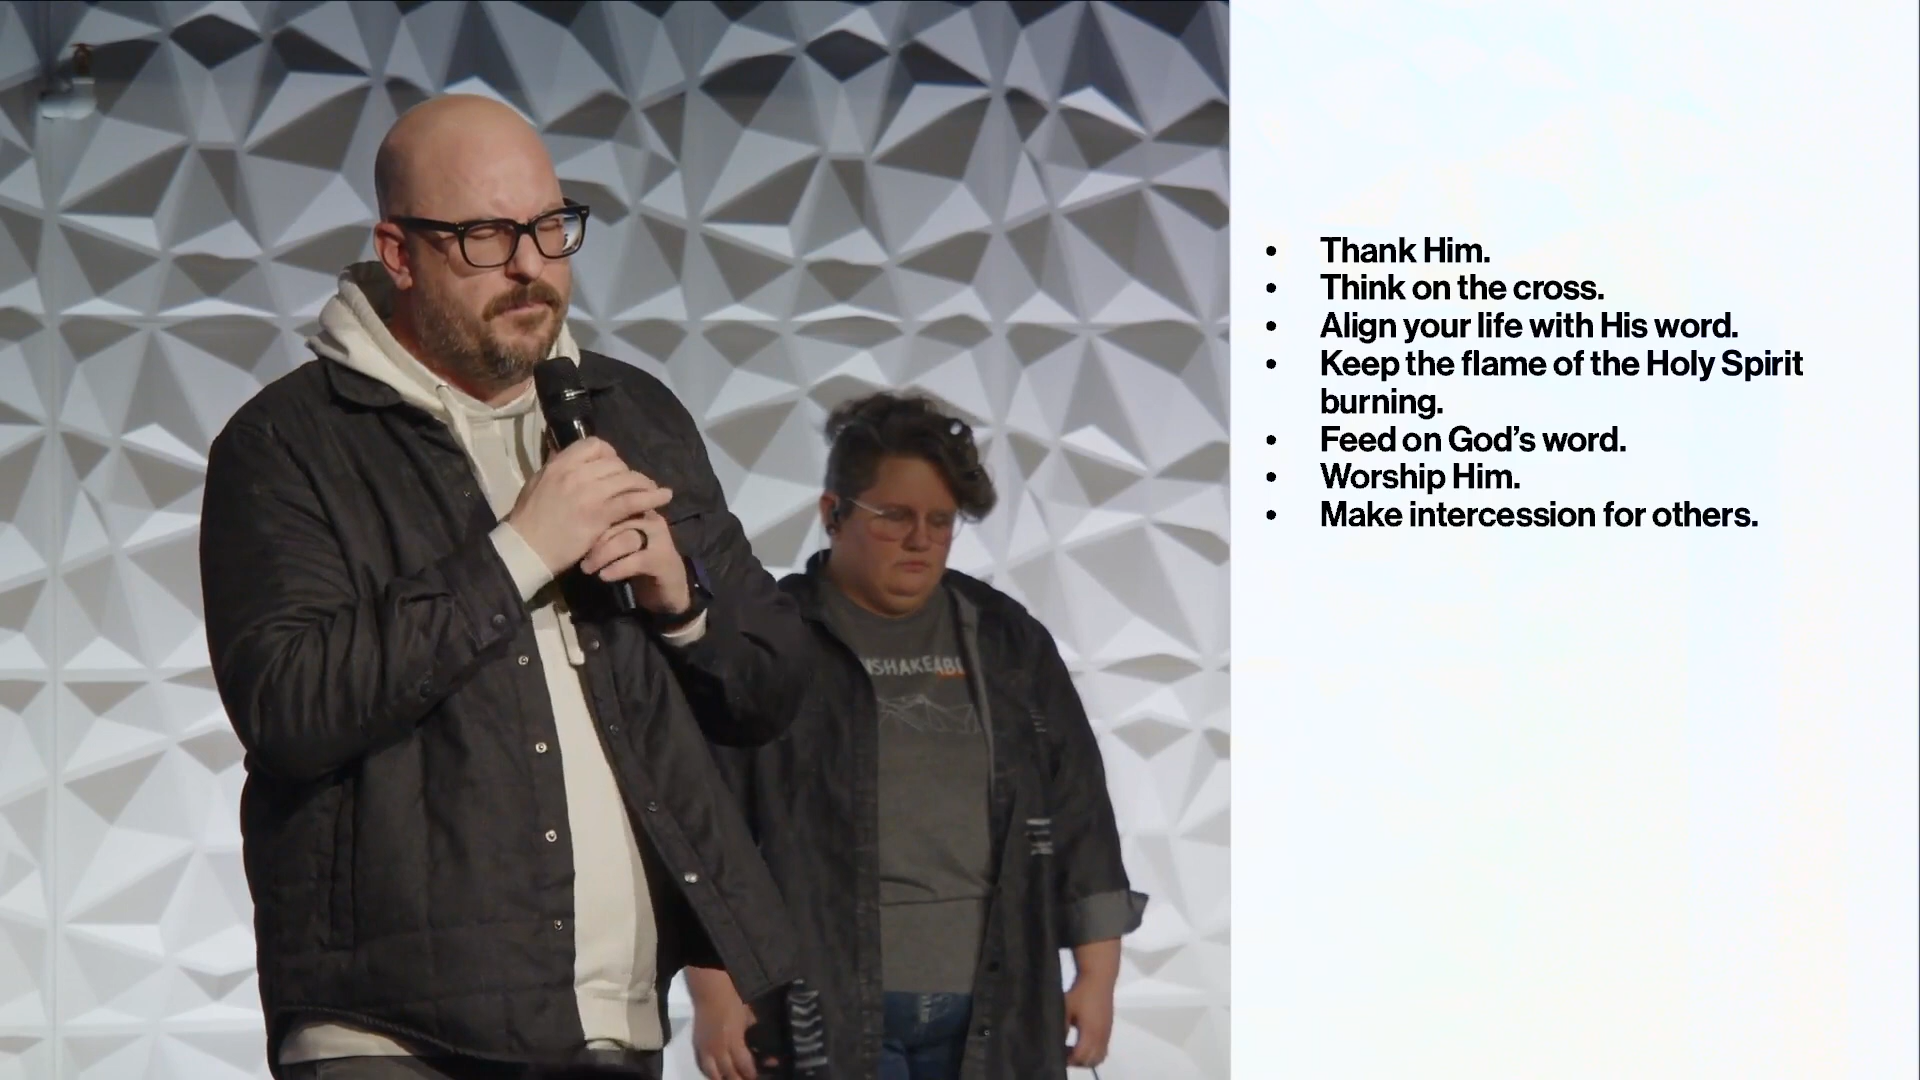 • Thank Him.
• Think on the cross.
• Align your life with His word.
• Keep the flame of the Holy Spirit
burning.
• Feed on God's word.
• Worship Him.
• Make intercession for others.